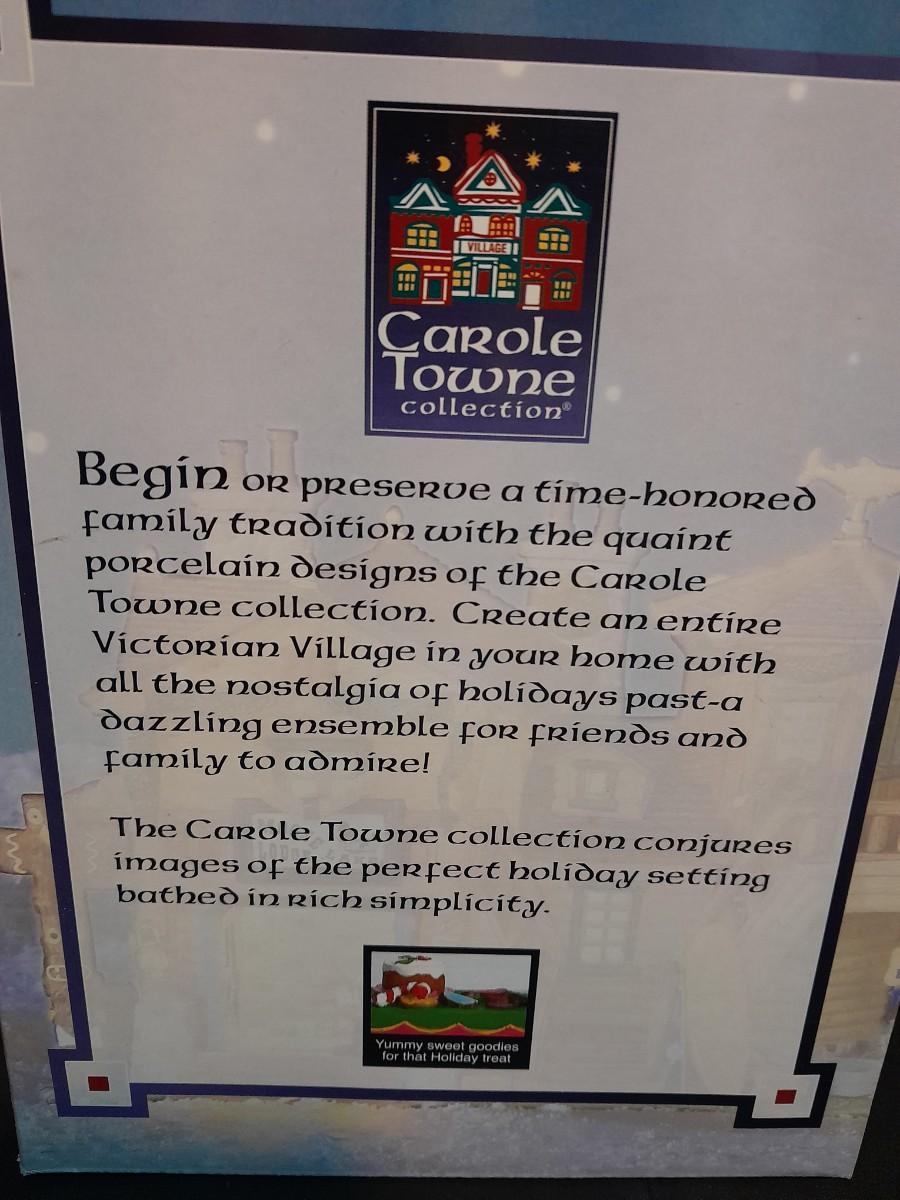 VILLAGE
Carole
Towne
collection®
Begin or preserve a time-honored
family tradition with the quaint
porcelain designs of the Carole
Towne collection. Create an entire
Victorian Village in your home with
all the nostalgia of holidays past-a
dazzling ensemble for friends and
family to admire!
The Carole Towne collection conjures
images of the perfect holiday setting
bathed in rich simplicity.
Yummy sweet goodies
for that Holiday treat